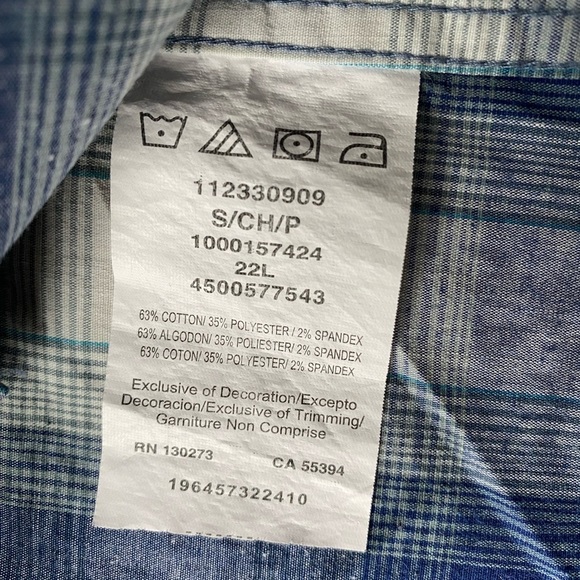 112330909
S/CH/P
1000157424
22L
4500577543
63% COTTON/ 35% POLYESTER/ 2% SPANDEX
63% ALGODON/ 35% POLIESTER/ 2% SPANDEX
63% COTON/ 35% POLYESTER/ 2% SPANDEX
Exclusive of Decoration/Excepto
Decoracion/Exclusive of Trimming/
Garniture Non Comprise
RN 130273 CA 55394
196457322410